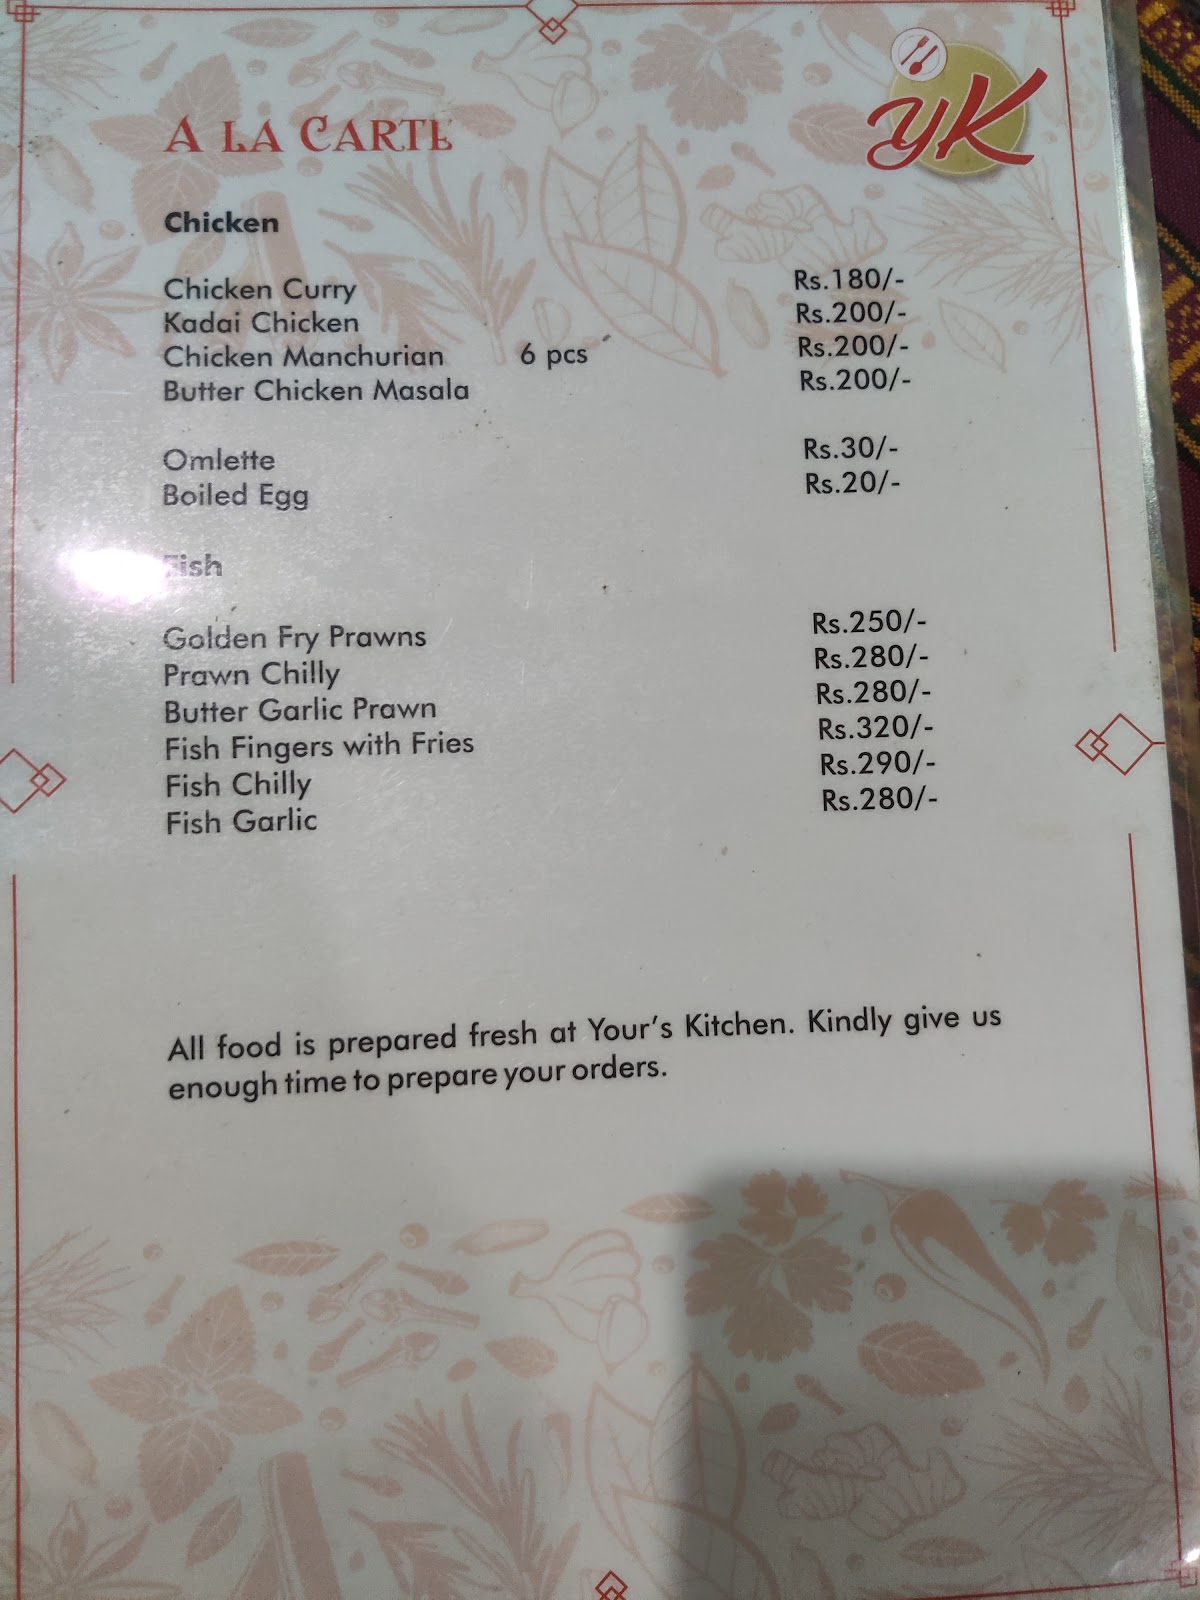 A LA CARTE
YK
Chicken
Chicken Curry Rs.180/-
Kadai Chicken Rs.200/-
Chicken Manchurian 6 pcs Rs.200/-
Butter Chicken Masala Rs.200/-
Omlette Rs.30/-
Boiled Egg Rs.20/-
Fish
Golden Fry Prawns Rs.250/-
Prawn Chilly Rs.280/-
Butter Garlic Prawn Rs.280/-
Fish Fingers with Fries Rs.320/-
Fish Chilly Rs.290/-
Fish Garlic Rs.280/-
All food is prepared fresh at Your's Kitchen. Kindly give us
enough time to prepare your orders.